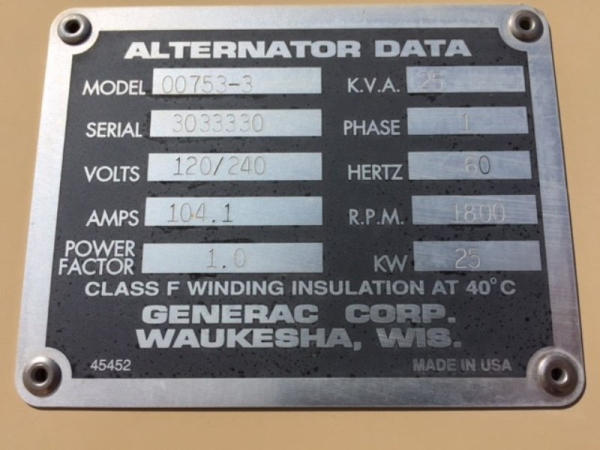 ALTERNATOR DATA
MODEL 00753-3 K.V.A. 25
SERIAL 3033330 PHASE 1
VOLTS 120/240 HERTZ 60
AMPS 104.1 R.P.M. 1800
POWER FACTOR 1.0 KW 25
CLASS F WINDING INSULATION AT 40°C
GENERAC CORP.
WAUKESHA, WIS.
45452 MADE IN USA